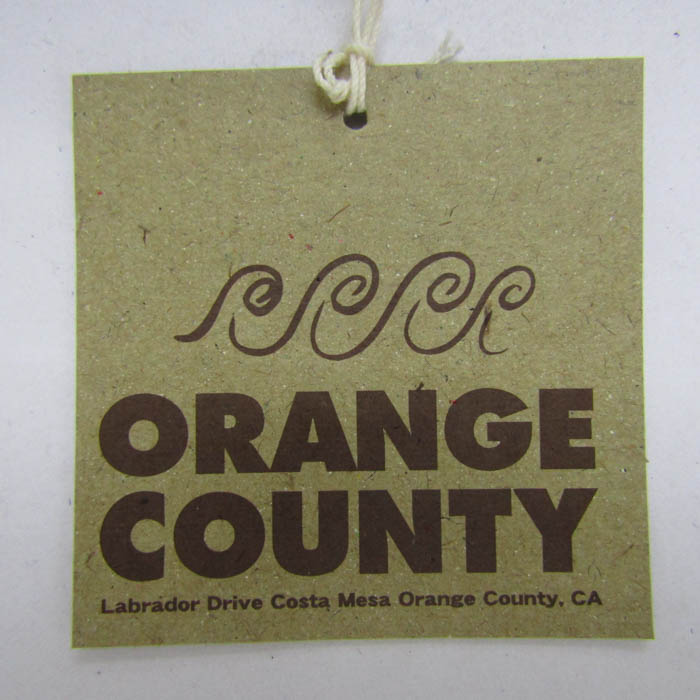 ORANGE
COUNTY
Labrador Drive Costa Mesa Orange County, CA